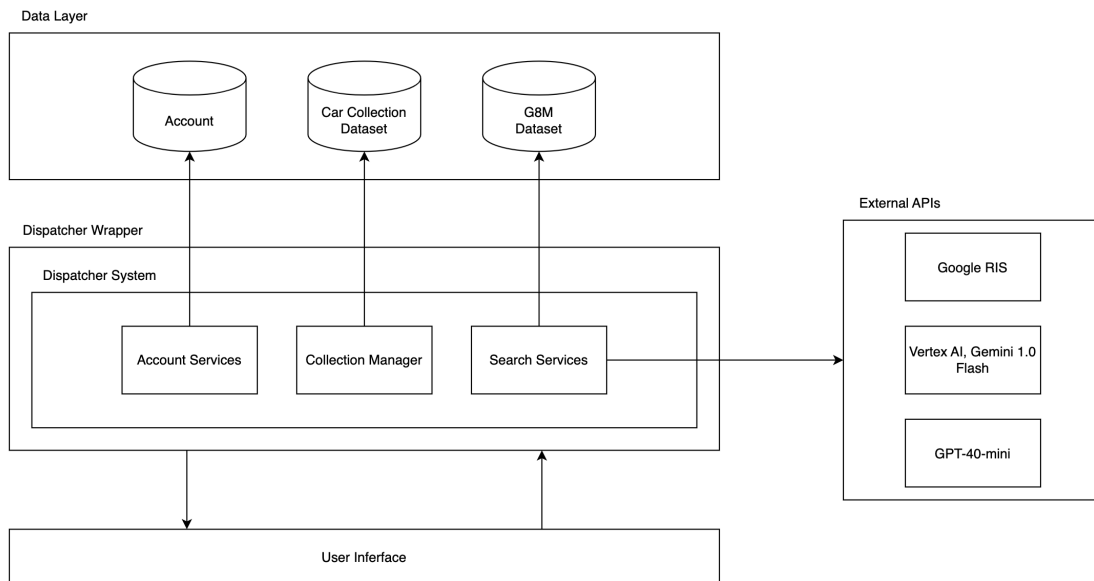 Data Layer
Account
Car Collection
Dataset
G8M
Dataset
Dispatcher Wrapper
Dispatcher System
Account Services
Collection Manager
Search Services
External APIs
Google RIS
Vertex AI, Gemini 1.0
Flash
GPT-40-mini
User Inferface